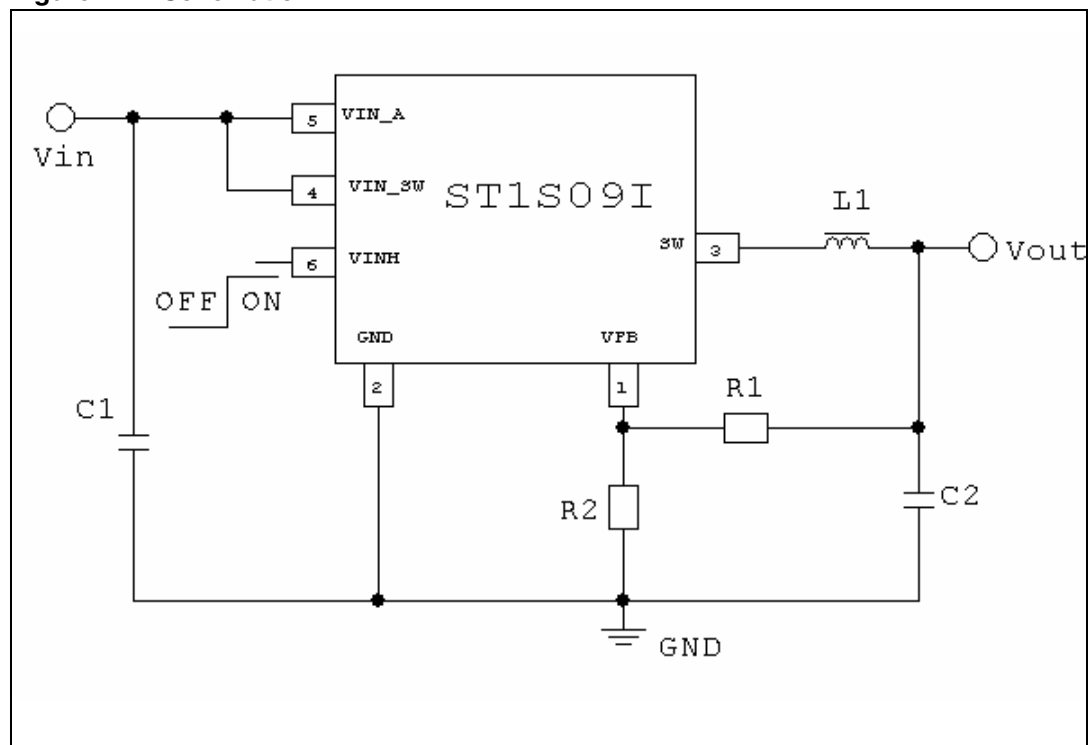 Vin
5
VIN_A
4
VIN_SW
ST1S09I
6
VINH
OFF
ON
SW
3
L1
Vout
GND
VFB
2
1
R1
C1
R2
C2
GND